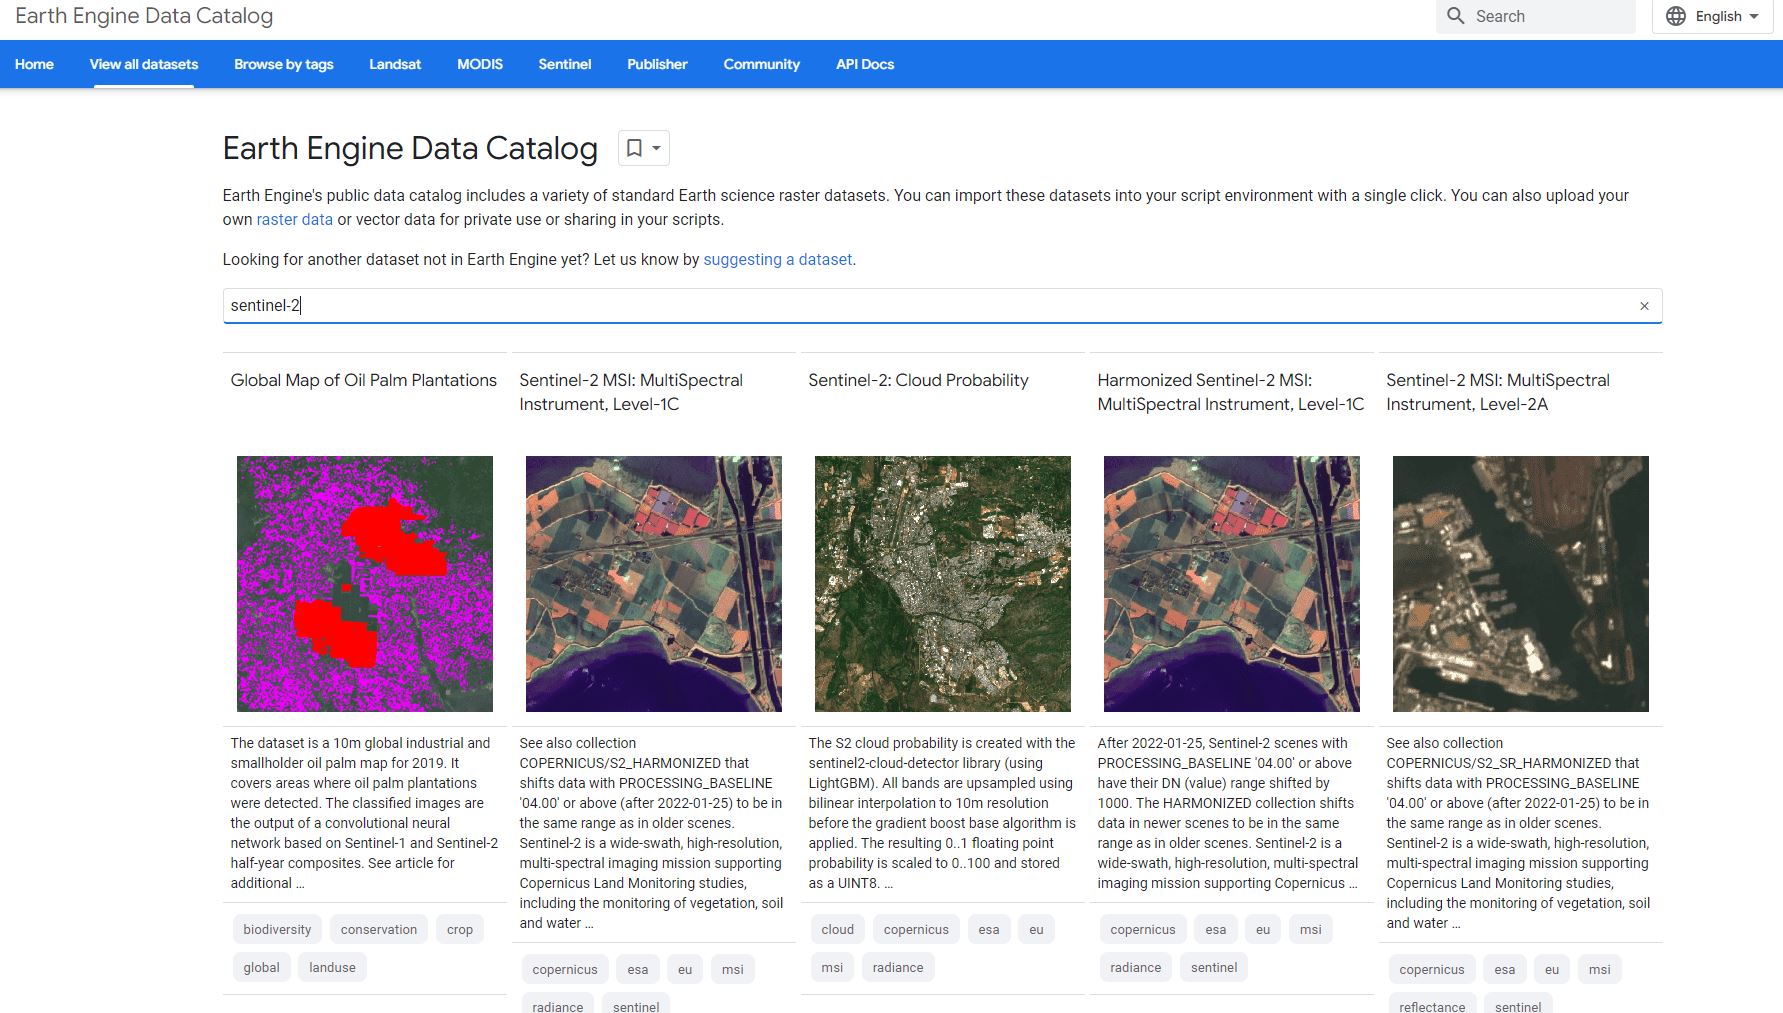 Earth Engine Data Catalog
Search
English
Home
View all datasets
Browse by tags
Landsat
MODIS
Sentinel
Publisher
Community
API Docs
Earth Engine Data Catalog
Earth Engine's public data catalog includes a variety of standard Earth science raster datasets. You can import these datasets into your script environment with a single click. You can also upload your
own raster data or vector data for private use or sharing in your scripts.
Looking for another dataset not in Earth Engine yet? Let us know by suggesting a dataset.
sentinel-2
Global Map of Oil Palm Plantations
The dataset is a 10m global industrial and
smallholder oil palm map for 2019. It
covers areas where oil palm plantations
were detected. The classified images are
the output of a convolutional neural
network based on Sentinel-1 and Sentinel-2
half-year composites. See article for
additional …
biodiversity
conservation
crop
global
landuse
Sentinel-2 MSI: MultiSpectral
Instrument, Level-1C
See also collection
COPERNICUS/S2_HARMONIZED that
shifts data with PROCESSING_BASELINE
'04.00' or above (after 2022-01-25) to be in
the same range as in older scenes.
Sentinel-2 is a wide-swath, high-resolution,
multi-spectral imaging mission supporting
Copernicus Land Monitoring studies,
including the monitoring of vegetation, soil
and water …
copernicus
esa
eu
msi
radiance
sentinel
Sentinel-2: Cloud Probability
The S2 cloud probability is created with the
sentinel2-cloud-detector library (using
LightGBM). All bands are upsampled using
bilinear interpolation to 10m resolution
before the gradient boost base algorithm is
applied. The resulting 0..1 floating point
probability is scaled to 0..100 and stored
as a UINT8. …
cloud
copernicus
esa
eu
msi
radiance
Harmonized Sentinel-2 MSI:
MultiSpectral Instrument, Level-1C
After 2022-01-25, Sentinel-2 scenes with
PROCESSING_BASELINE '04.00' or above
have their DN (value) range shifted by
1000. The HARMONIZED collection shifts
data in newer scenes to be in the same
range as in older scenes. Sentinel-2 is a
wide-swath, high-resolution, multi-spectral
imaging mission supporting Copernicus …
copernicus
esa
eu
msi
radiance
sentinel
Sentinel-2 MSI: MultiSpectral
Instrument, Level-2A
See also collection
COPERNICUS/S2_SR_HARMONIZED that
shifts data with PROCESSING_BASELINE
'04.00' or above (after 2022-01-25) to be in
the same range as in older scenes.
Sentinel-2 is a wide-swath, high-resolution,
multi-spectral imaging mission supporting
Copernicus Land Monitoring studies,
including the monitoring of vegetation, soil
and water …
copernicus
esa
eu
msi
reflectance
sentinel